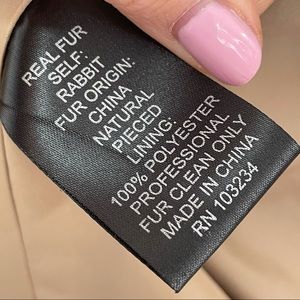 REAL FUR
SELF:
RABBIT
FUR ORIGIN:
CHINA
NATURAL
PIECED
LINING:
100% POLYESTER
PROFESSIONAL
FUR CLEAN ONLY
MADE IN CHINA
RN 103234